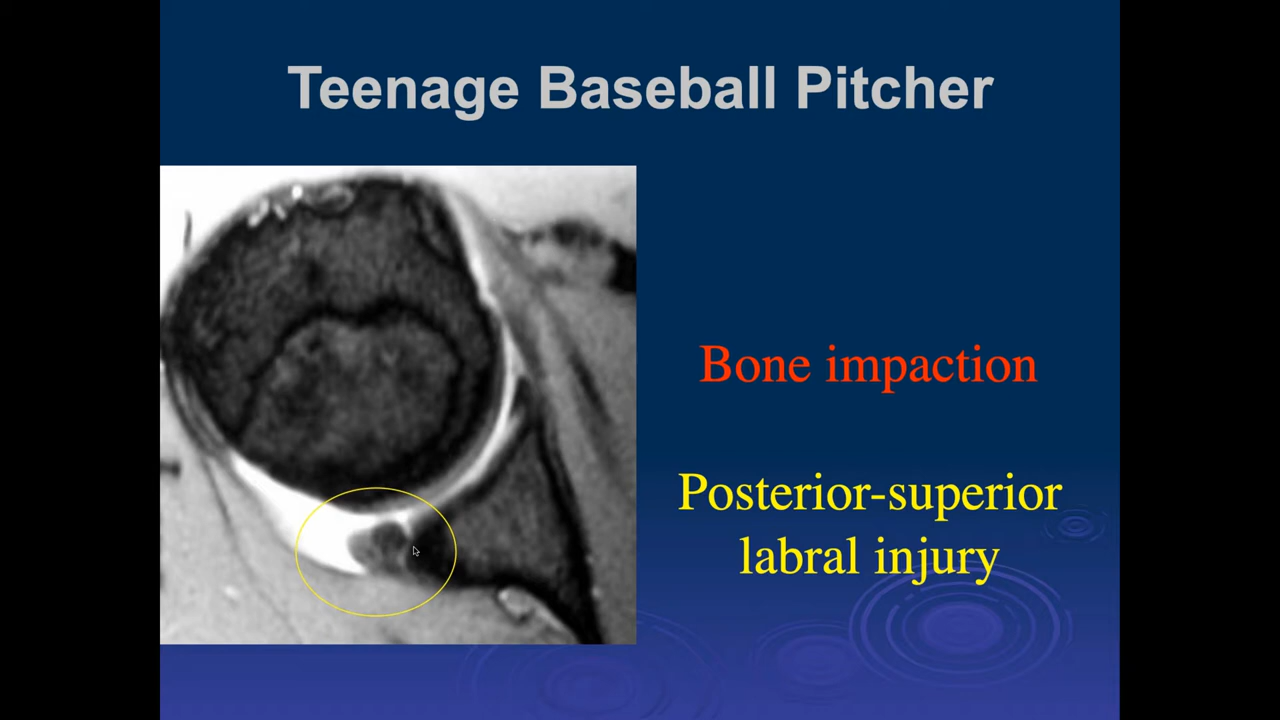 Teenage Baseball Pitcher
Bone impaction
Posterior-superior
labral injury